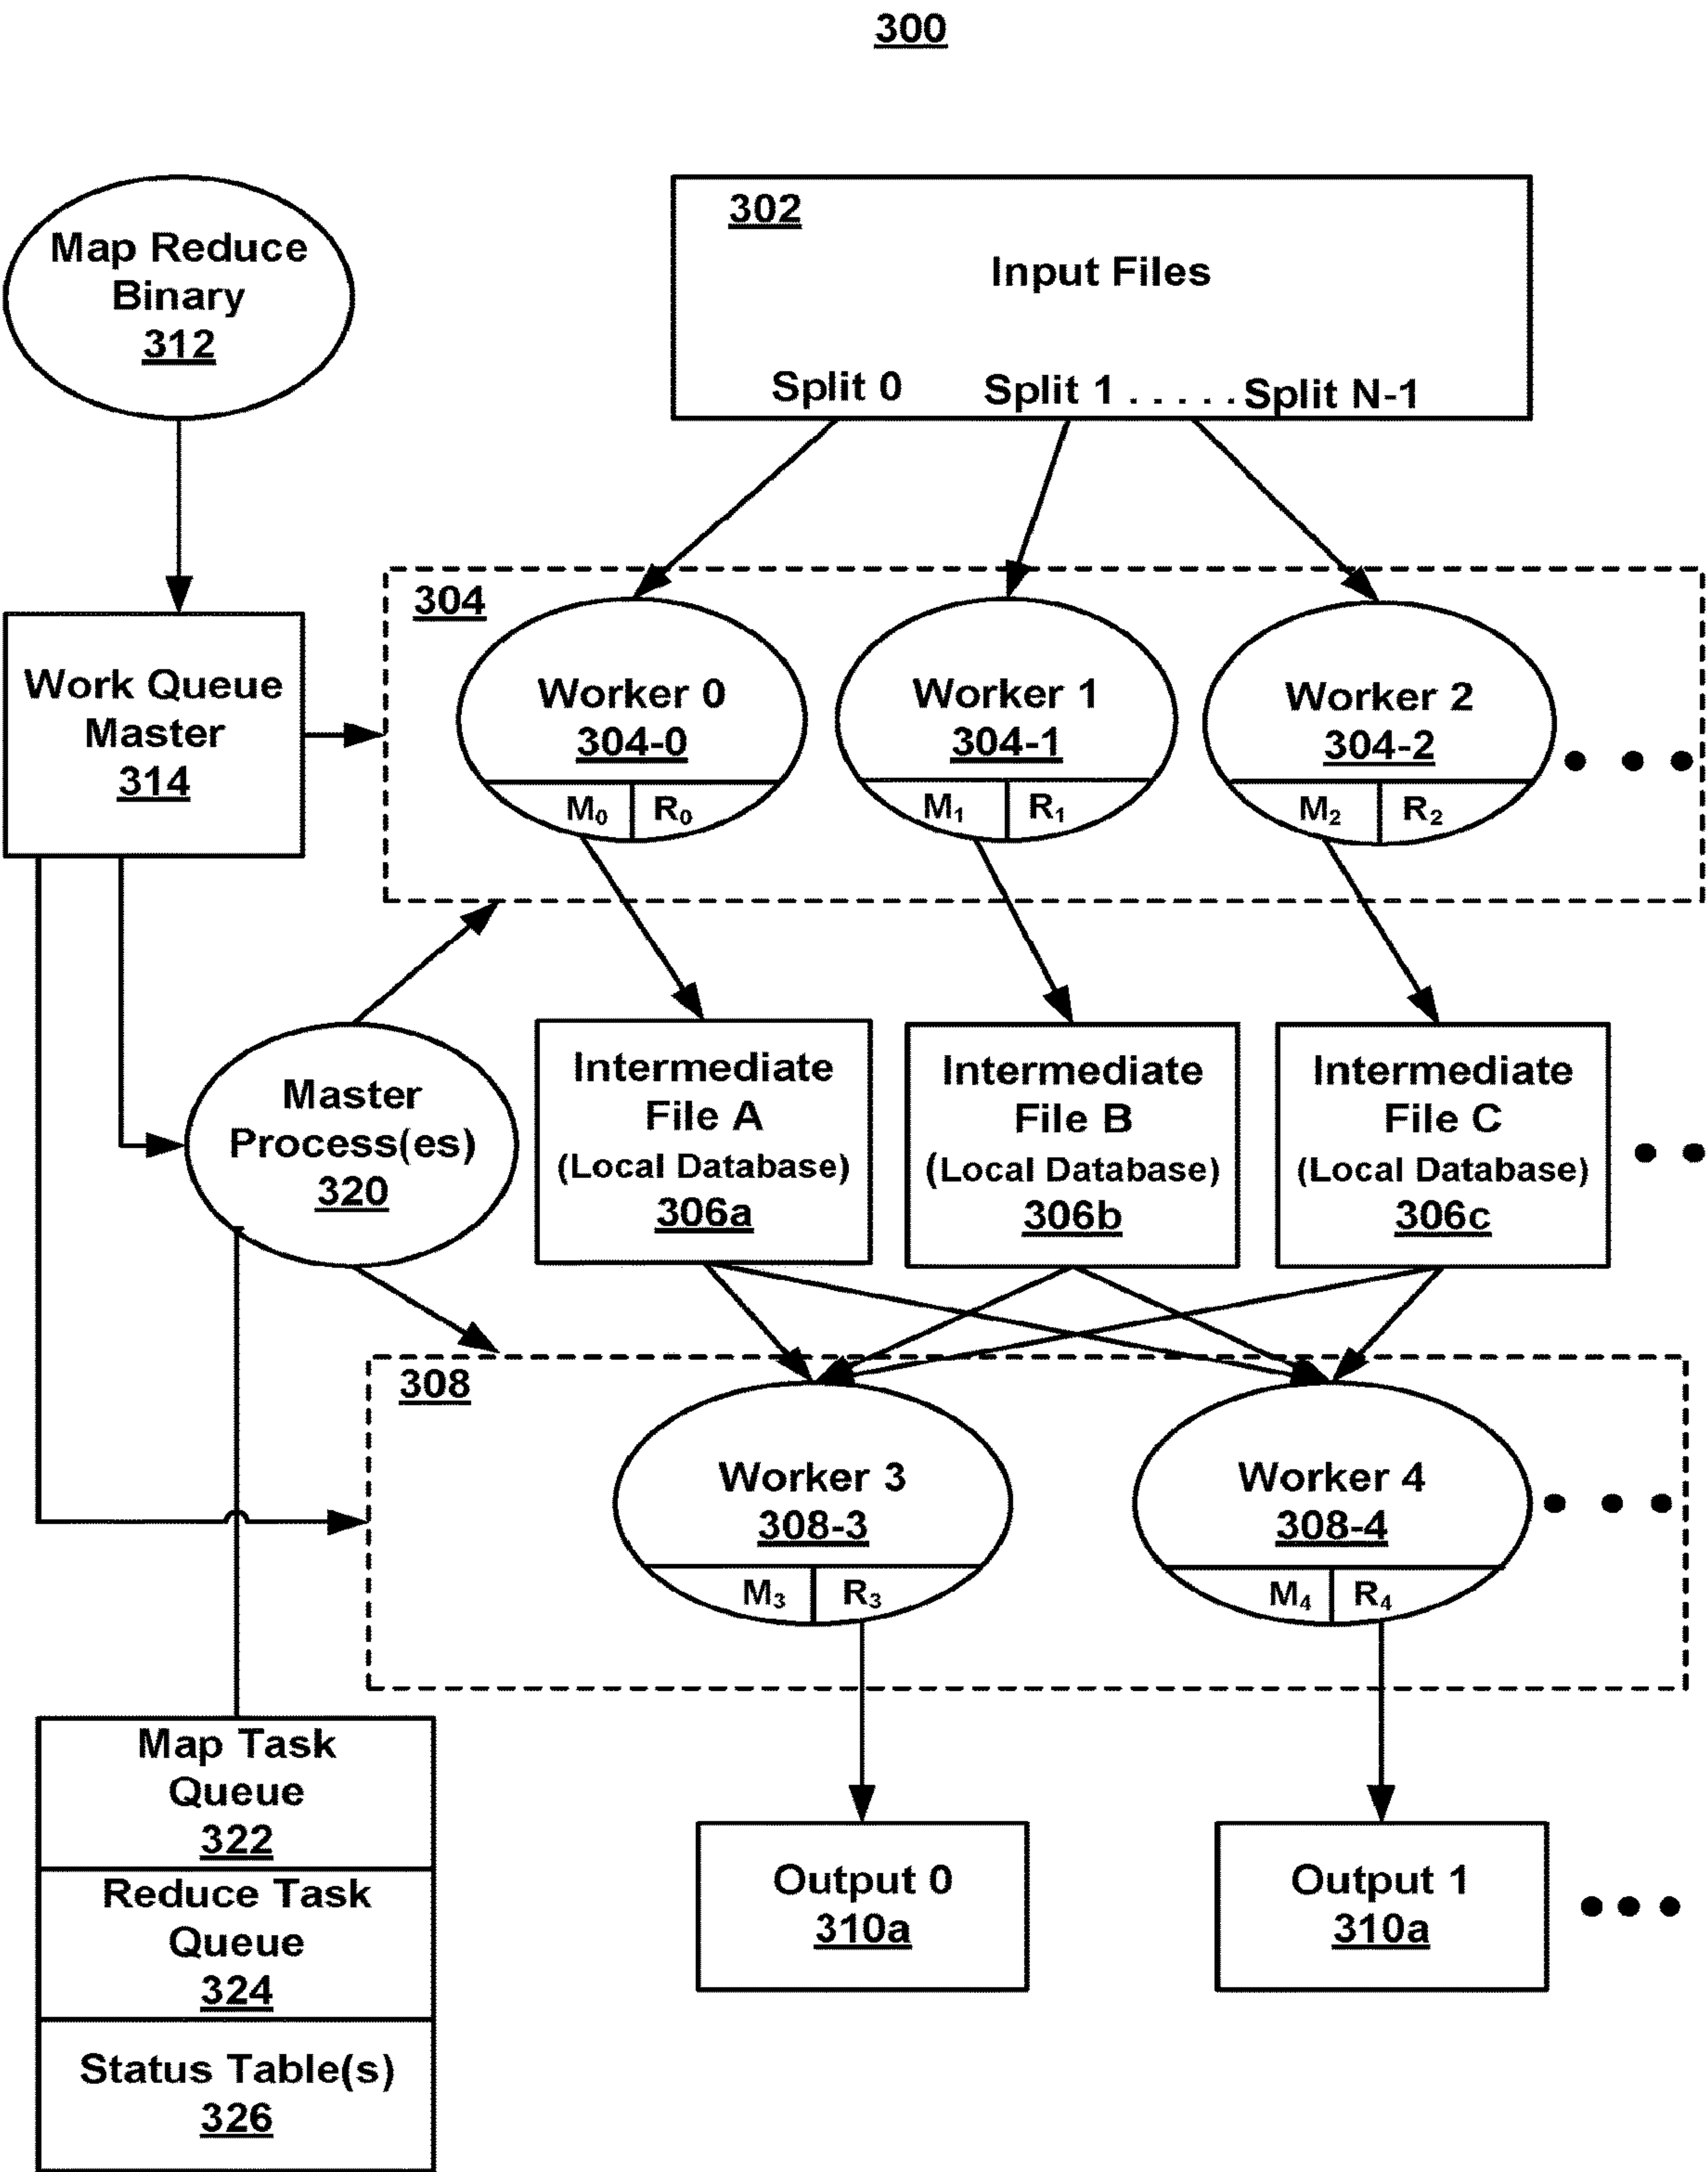 300
Map Reduce
Binary
312
302
Input Files
Split 0 Split 1 . . . . . Split N-1
Work Queue
Master
314
304
Worker 0
304-0
M₀ R₀
Worker 1
304-1
M₁ R₁
Worker 2
304-2
M₂ R₂
Master
Process(es)
320
Intermediate
File A
(Local Database)
306a
Intermediate
File B
(Local Database)
306b
Intermediate
File C
(Local Database)
306c
308
Worker 3
308-3
M₃ R₃
Worker 4
308-4
M₄ R₄
Map Task
Queue
322
Reduce Task
Queue
324
Status Table(s)
326
Output 0
310a
Output 1
310a